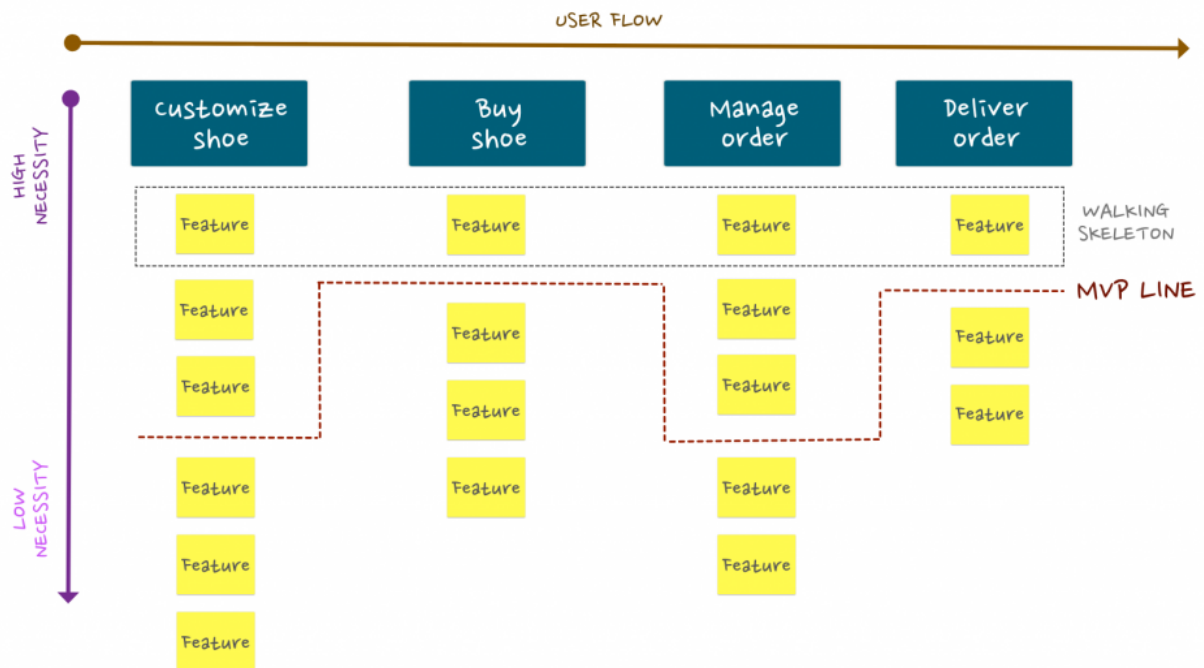 USER FLOW
Customize
Shoe
Buy
Shoe
Manage
order
Deliver
order
HIGH
NECESSITY
Feature
Feature
Feature
Feature
WALKING
SKELETON
Feature
Feature
MVP LINE
Feature
Feature
Feature
Feature
Feature
Feature
LOW
NECESSITY
Feature
Feature
Feature
Feature
Feature
Feature